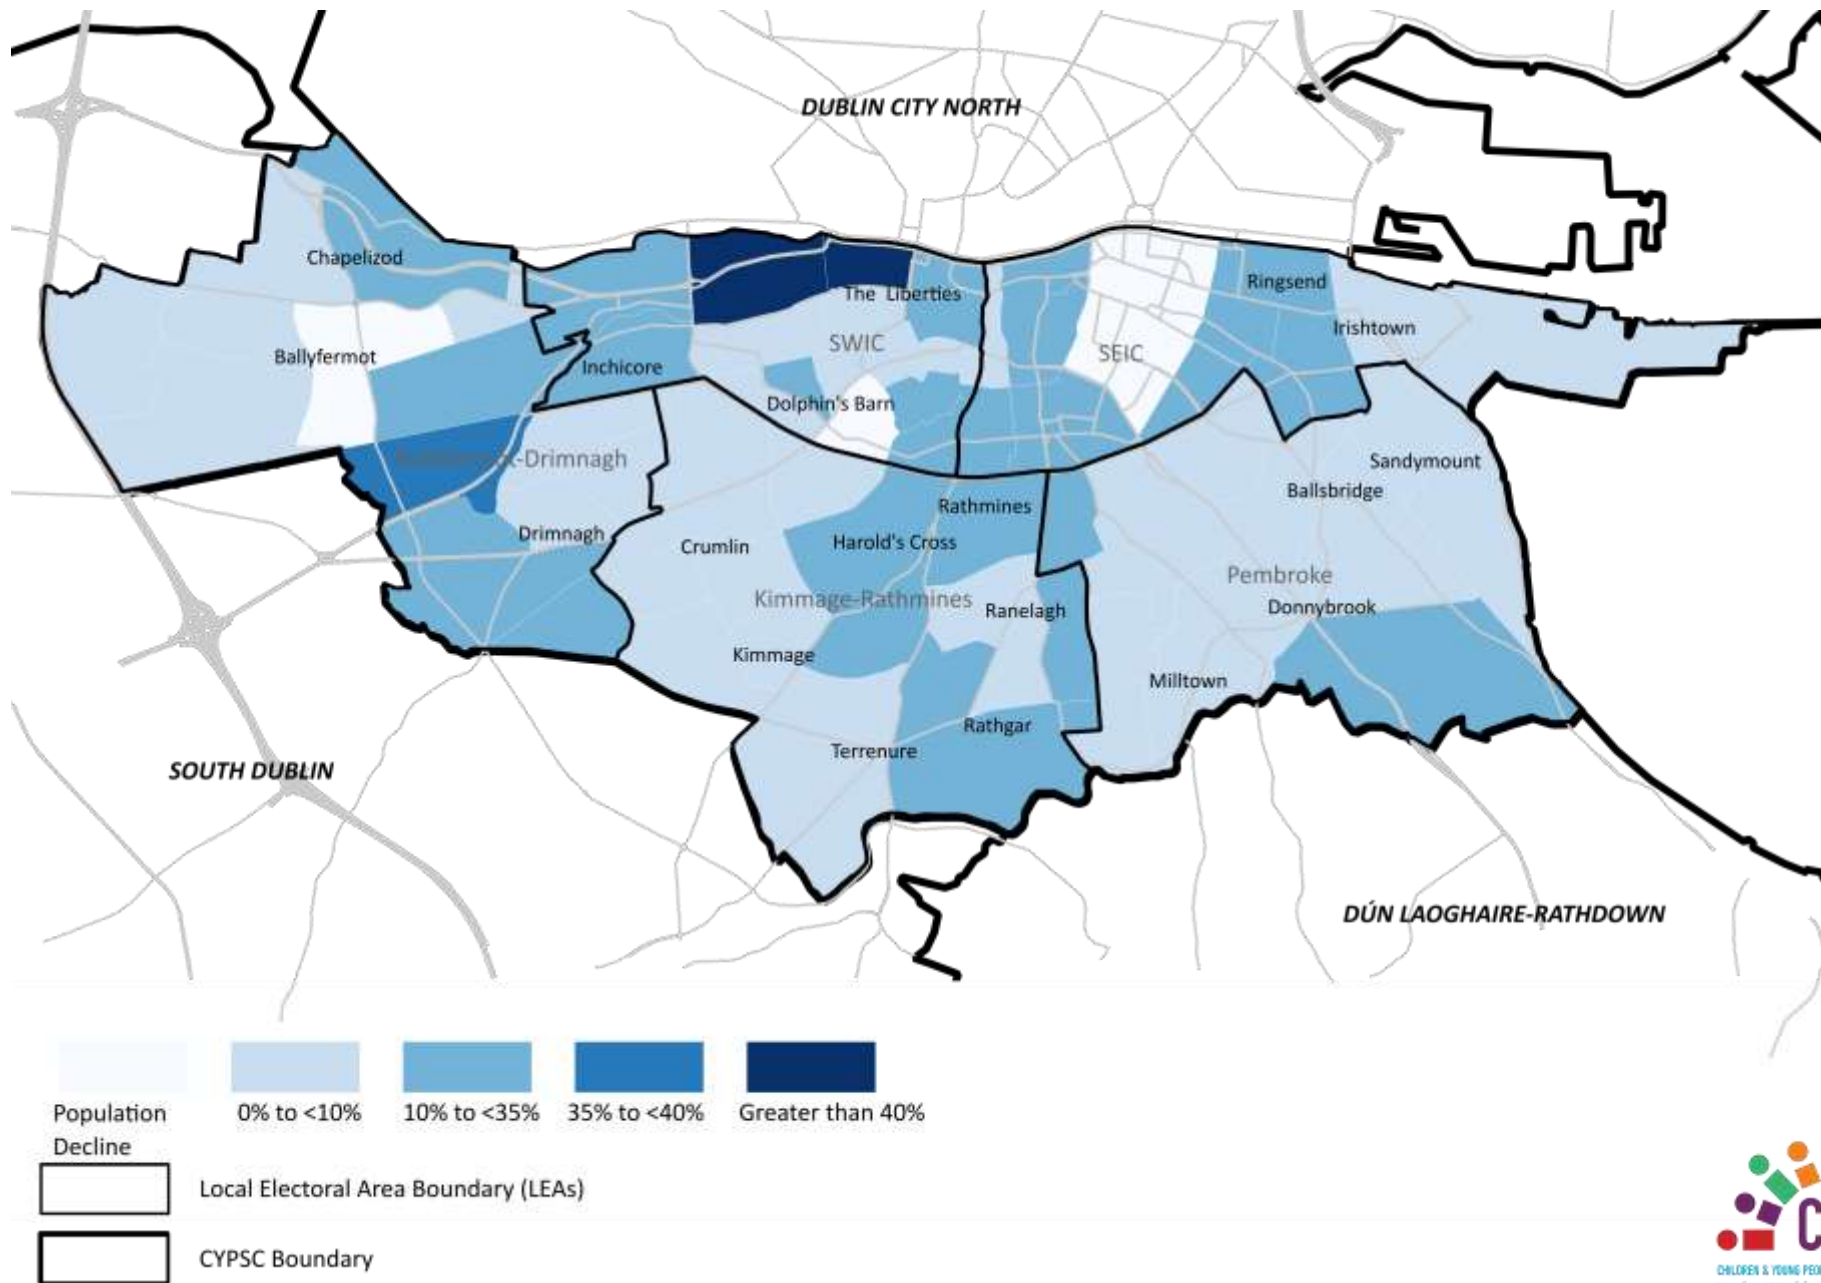 DUBLIN CITY NORTH
Chapelizod
The Liberties
Ringsend
Irishtown
SWIC
SEIC
Ballyfermot
Inchicore
Dolphin's Barn
-Drimnagh
Sandymount
Ballsbridge
Rathmines
Drimnagh
Crumlin
Harold's Cross
Pembroke
Kimmage-Rathmines
Ranelagh
Donnybrook
Kimmage
Milltown
Rathgar
Terrenure
SOUTH DUBLIN
DÚN LAOGHAIRE-RATHDOWN
Population
Decline
0% to <10%
10% to <35%
35% to <40%
Greater than 40%
Local Electoral Area Boundary (LEAs)
CYPSC Boundary
C
CHILDREN & YOUNG PEO